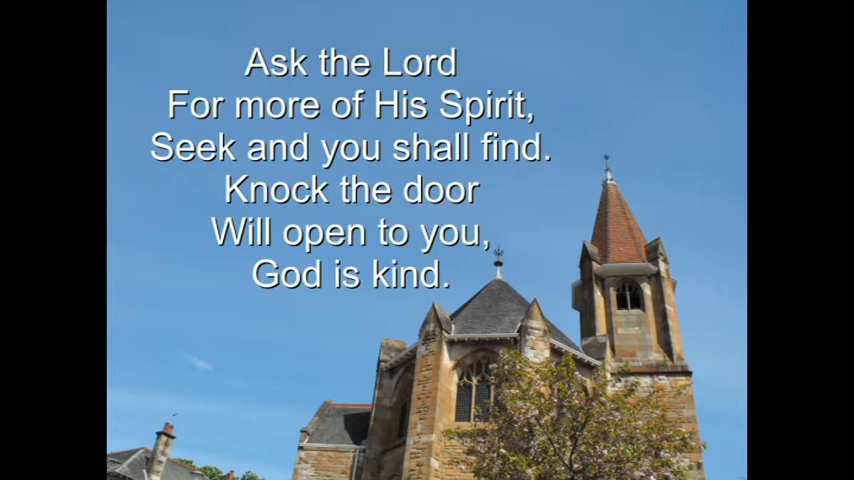 Ask the Lord
For more of His Spirit,
Seek and you shall find.
Knock the door
Will open to you,
God is kind.